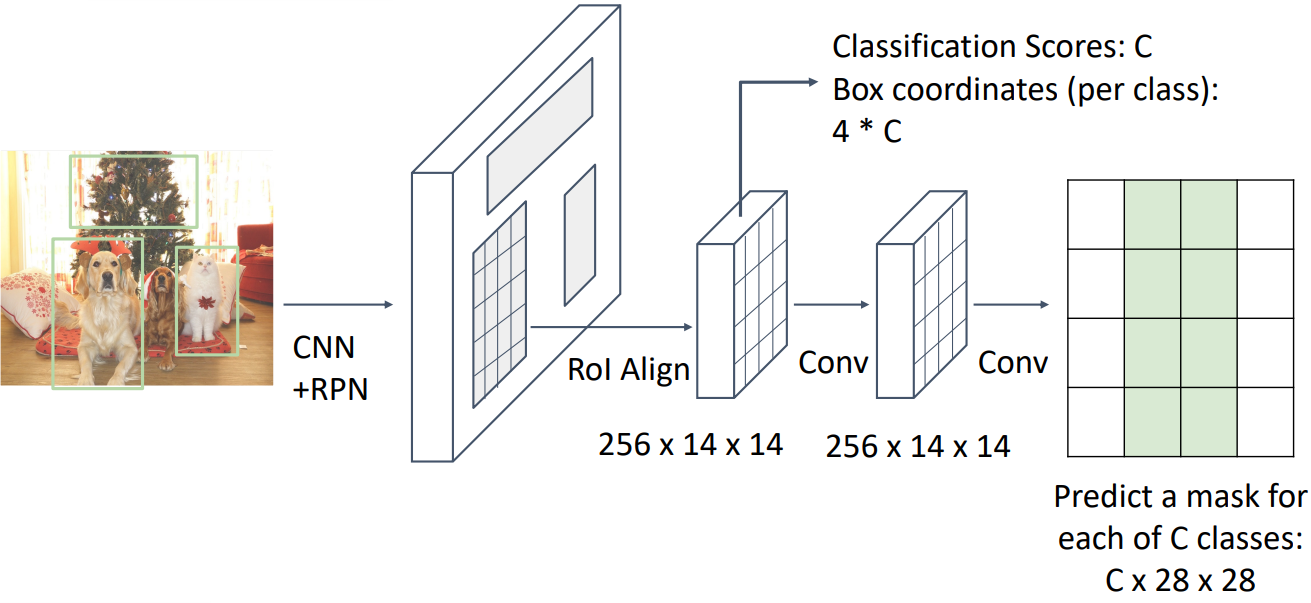 Classification Scores: C
Box coordinates (per class):
4 * C
CNN
+RPN
RoI Align
Conv
Conv
256 x 14 x 14
256 x 14 x 14
Predict a mask for
each of C classes:
C x 28 x 28